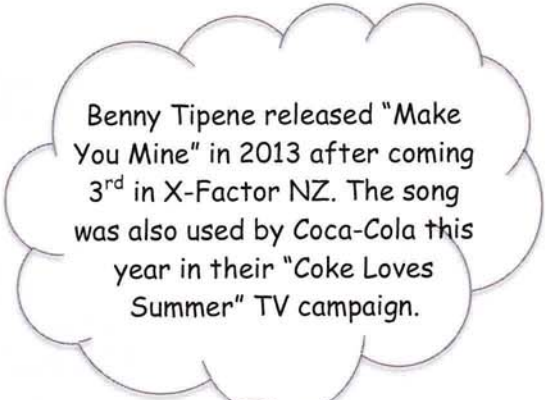 Benny Tipene released “Make
You Mine” in 2013 after coming
3rd in X-Factor NZ. The song
was also used by Coca-Cola this
year in their “Coke Loves
Summer” TV campaign.